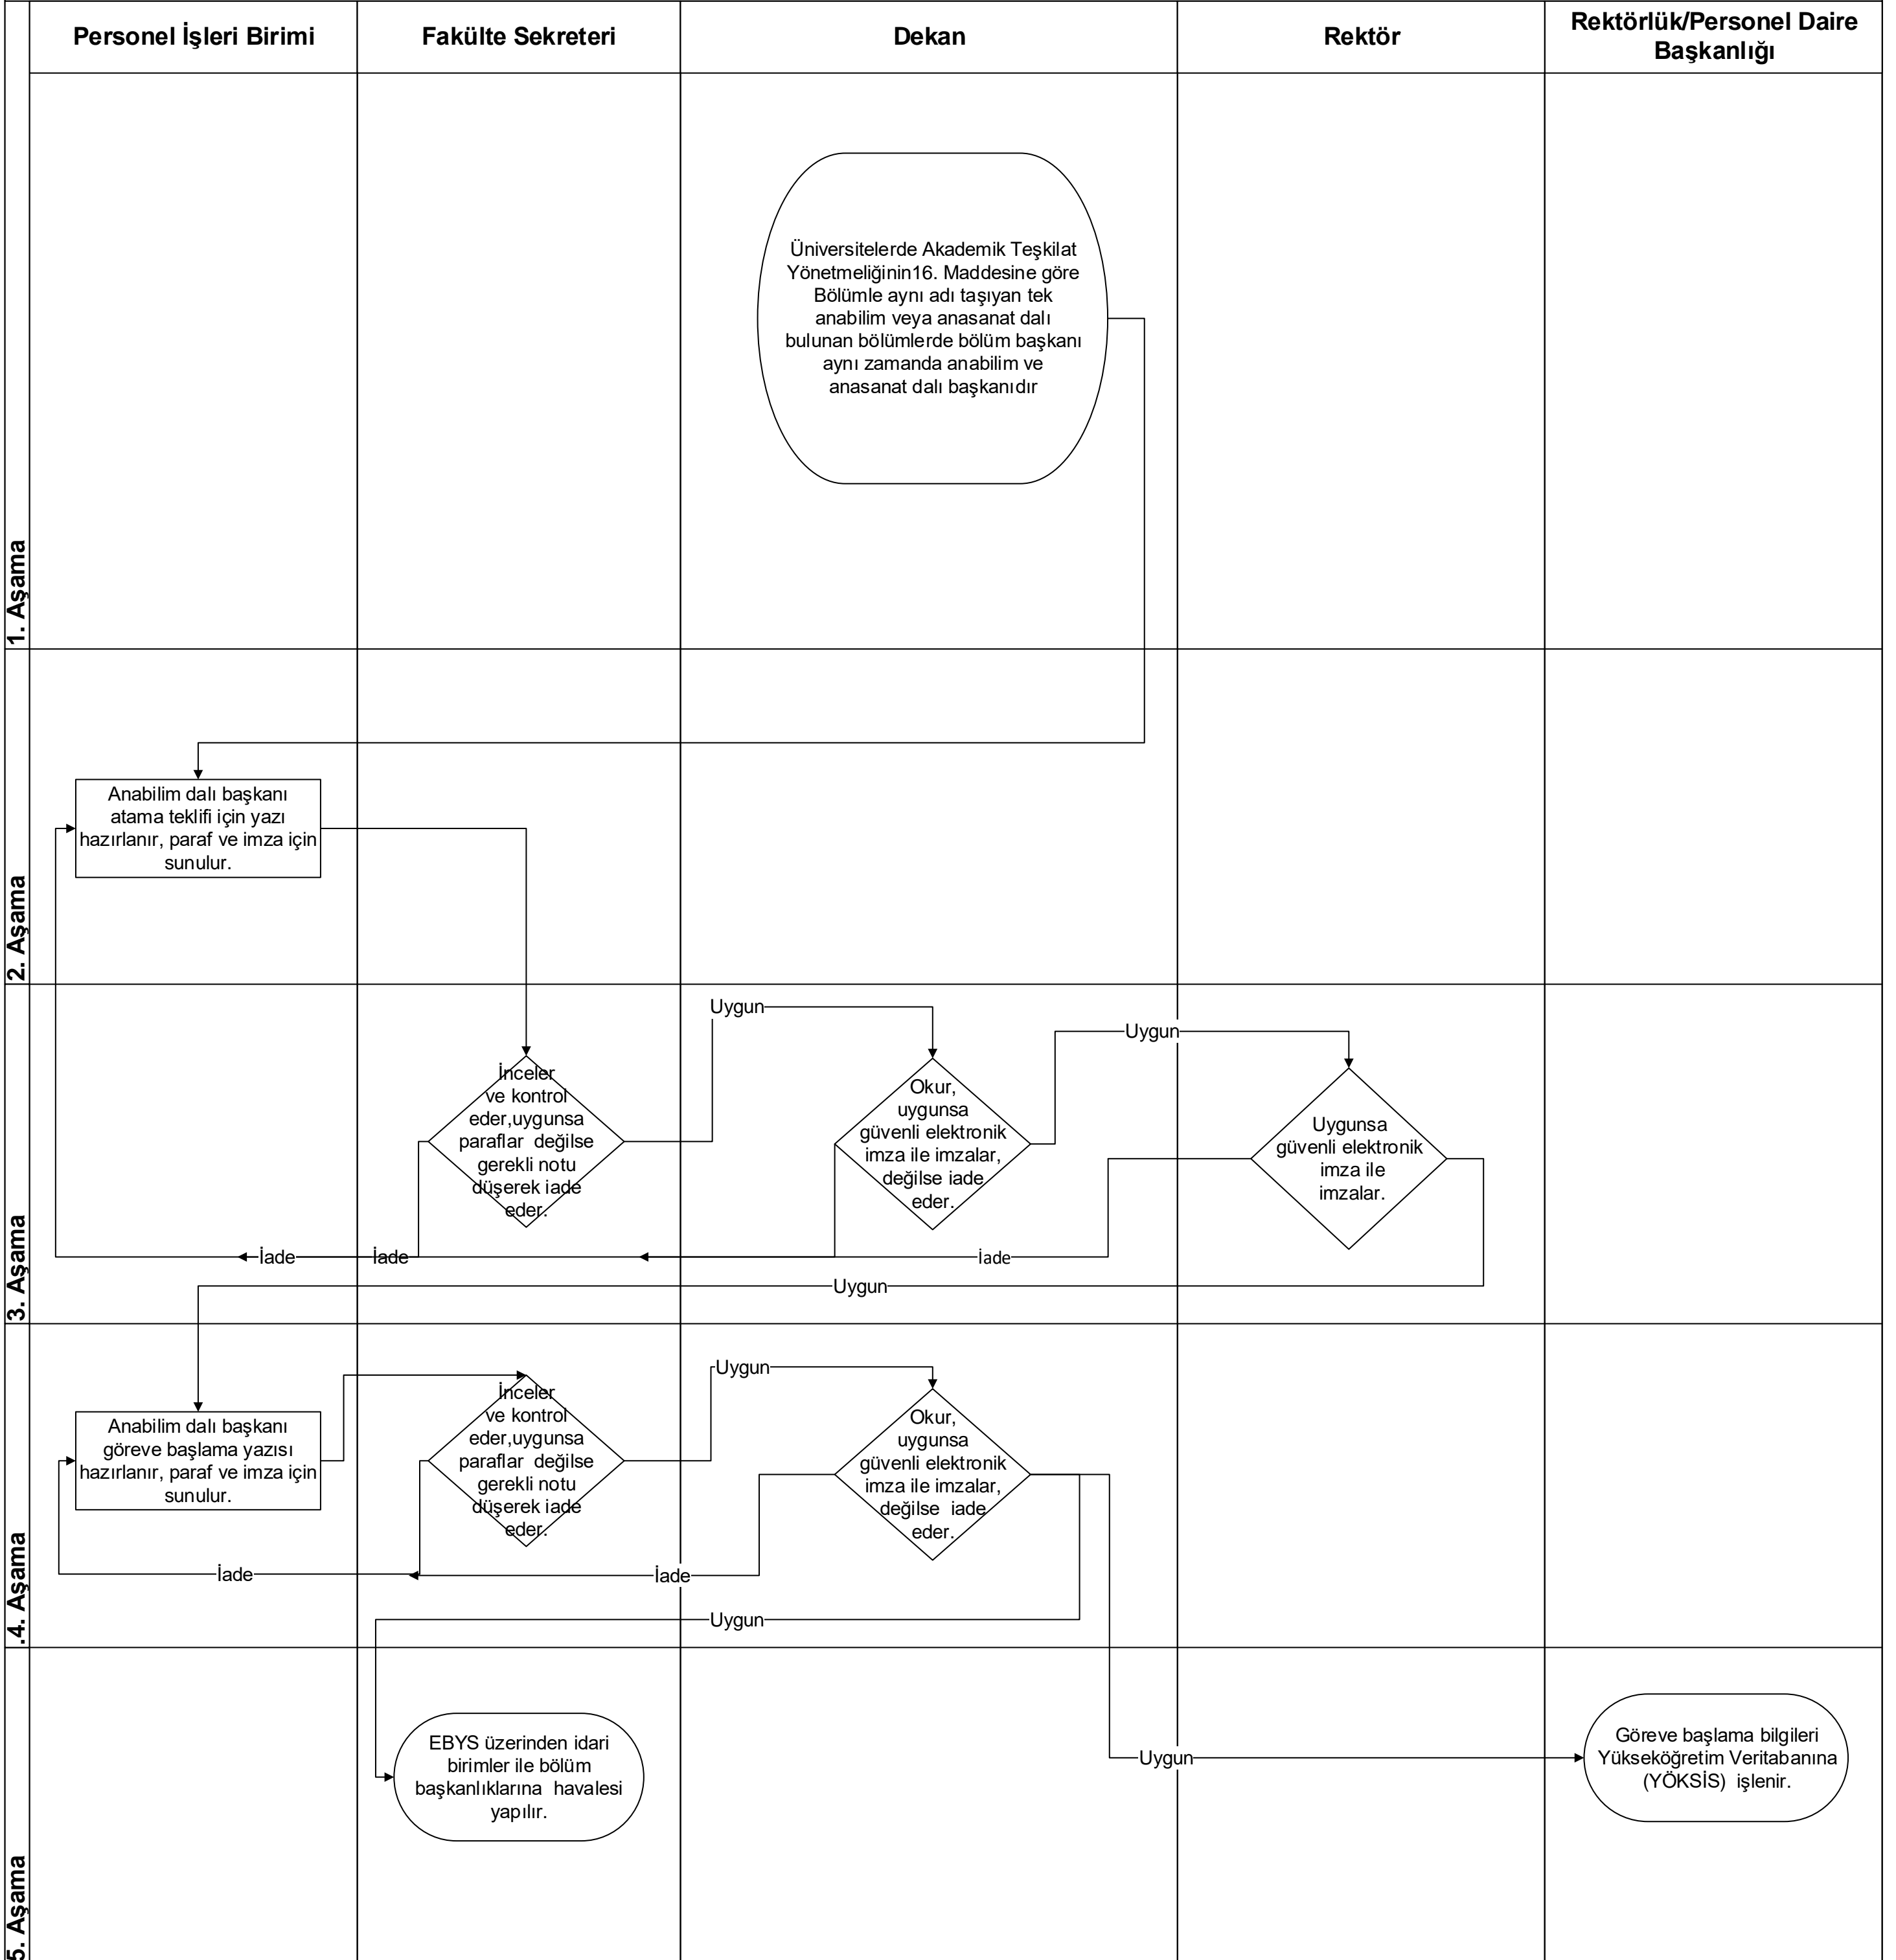 Personel İşleri Birimi
Fakülte Sekreteri
Dekan
Rektör
Rektörlük/Personel Daire
Başkanlığı
1. Aşama
Üniversitelerde Akademik Teşkilat
Yönetmeliğinin16. Maddesine göre
Bölümle aynı adı taşıyan tek
anabilim veya anasanat dalı
bulunan bölümlerde bölüm başkanı
aynı zamanda anabilim ve
anasanat dalı başkanıdır
2. Aşama
Anabilim dalı başkanı
atama teklifi için yazı
hazırlanır, paraf ve imza için
sunulur.
3. Aşama
Uygun
Uygun
İnceler
ve kontrol
eder,uygunsa
paraflar  değilse
gerekli notu
düşerek iade
eder.
Okur,
uygunsa
güvenli elektronik
imza ile imzalar,
değilse iade
eder.
Uygunsa
güvenli elektronik
imza ile
imzalar.
İade
İade
İade
Uygun
.4. Aşama
Uygun
Anabilim dalı başkanı
göreve başlama yazısı
hazırlanır, paraf ve imza için
sunulur.
İnceler
ve kontrol
eder,uygunsa
paraflar  değilse
gerekli notu
düşerek iade
eder.
Okur,
uygunsa
güvenli elektronik
imza ile imzalar,
değilse  iade
eder.
İade
İade
Uygun
5. Aşama
EBYS üzerinden idari
birimler ile bölüm
başkanlıklarına  havalesi
yapılır.
Uygun
Göreve başlama bilgileri
Yükseköğretim Veritabanına
(YÖKSİS)  işlenir.